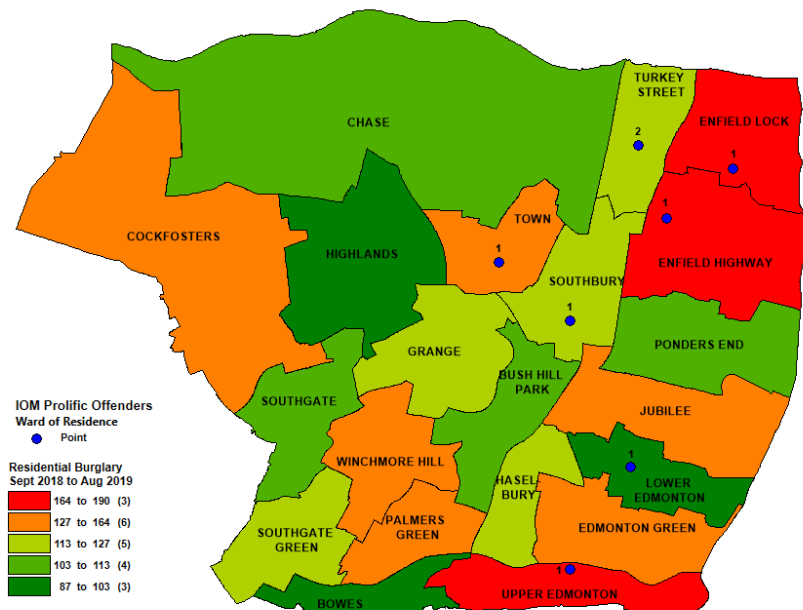 TURKEY
STREET
ENFIELD LOCK
CHASE
2
1
1
TOWN
COCKFOSTERS
HIGHLANDS
1
ENFIELD HIGHWAY
SOUTHBURY
1
PONDERS END
GRANGE
BUSH HILL
PARK
IOM Prolific Offenders
Ward of Residence
Point
SOUTHGATE
JUBILEE
WINCHMORE HILL
1
Residential Burglary
Sept 2018 to Aug 2019
164 to 190 (3)
127 to 164 (6)
113 to 127 (5)
103 to 113 (4)
87 to 103 (3)
HASEL
BURY
LOWER
EDMONTON
SOUTHGATE
GREEN
PALMERS
GREEN
EDMONTON GREEN
1
UPPER EDMONTON
BOWES